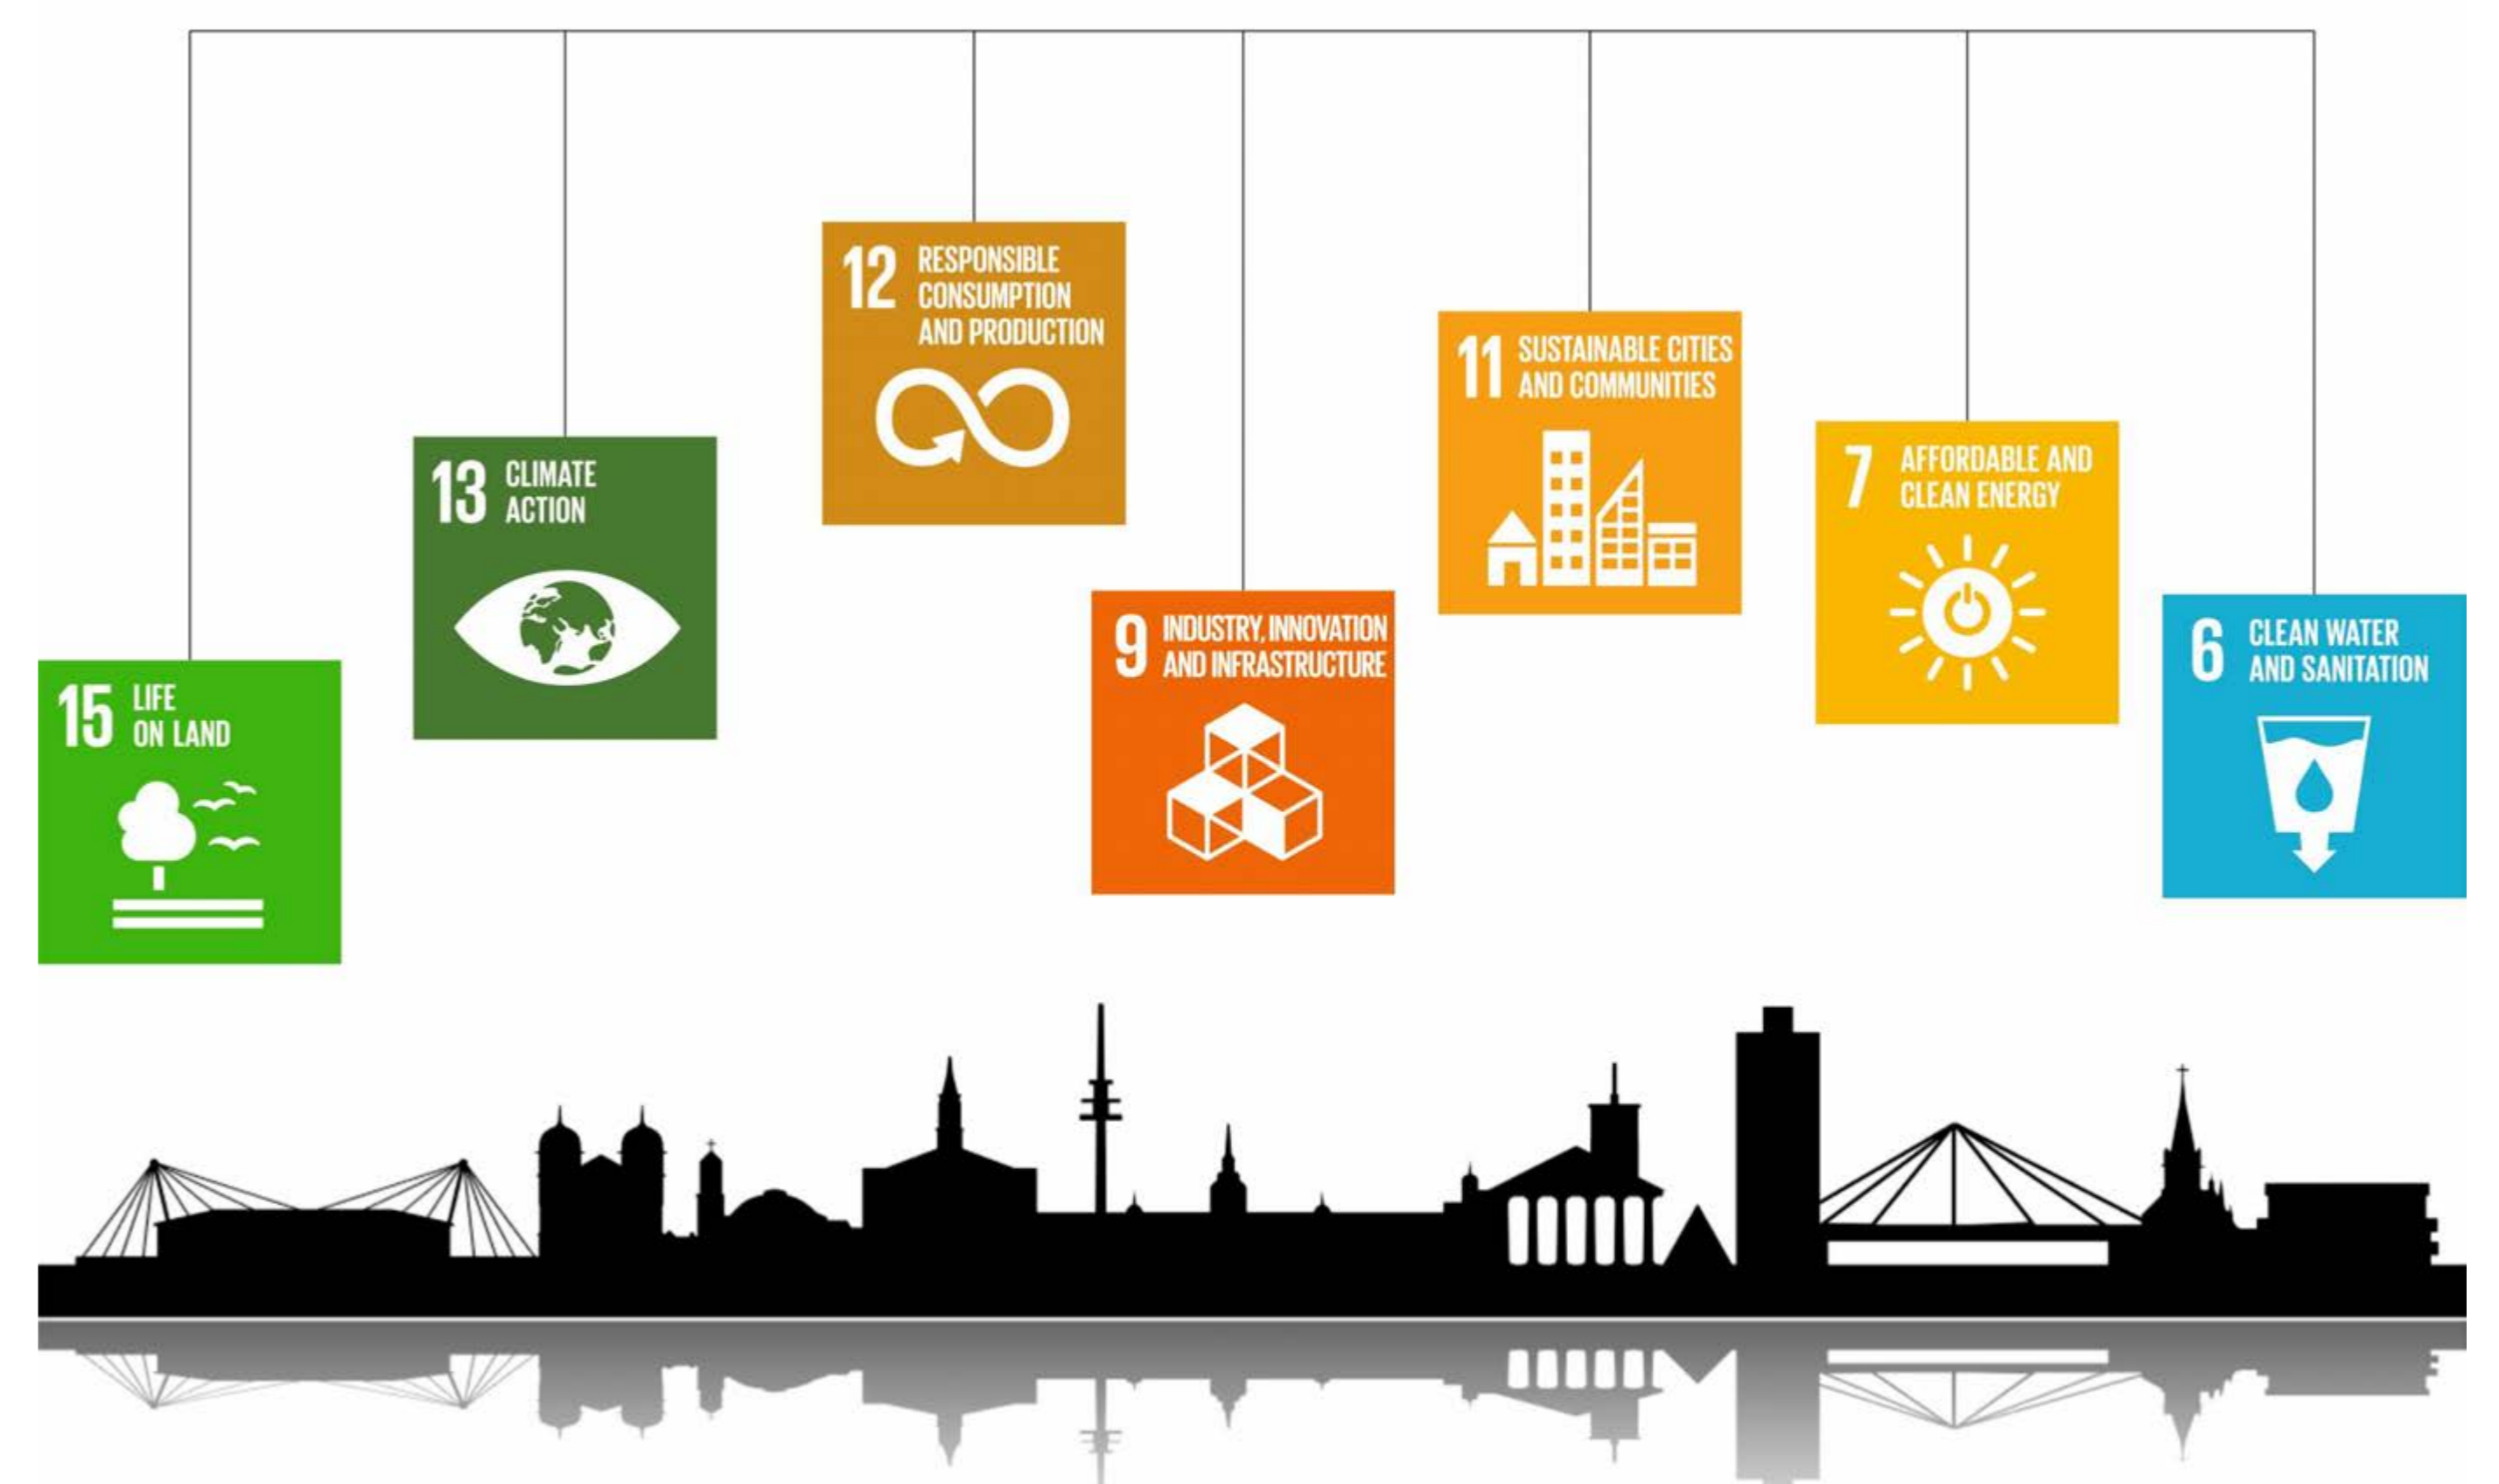 15 LIFE
ON LAND
13 CLIMATE
ACTION
12 RESPONSIBLE
CONSUMPTION
AND PRODUCTION
9 INDUSTRY, INNOVATION
AND INFRASTRUCTURE
11 SUSTAINABLE CITIES
AND COMMUNITIES
7 AFFORDABLE AND
CLEAN ENERGY
6 CLEAN WATER
AND SANITATION